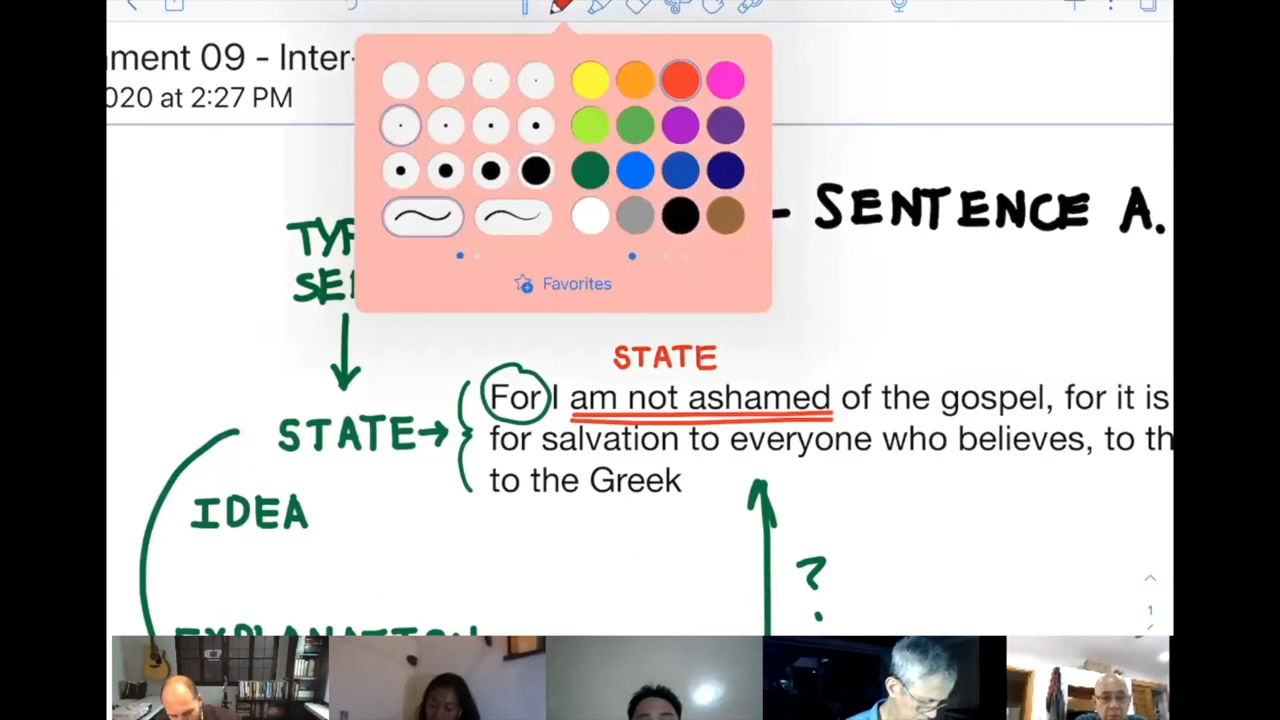 ment 09 - Inter-
020 at 2:27 PM
Favorites
- SENTENCE A.
TYP
SE
STATE
STATE → For I am not ashamed of the gospel, for it is
for salvation to everyone who believes, to th
to the Greek
IDEA
?
EXPLANATION
1